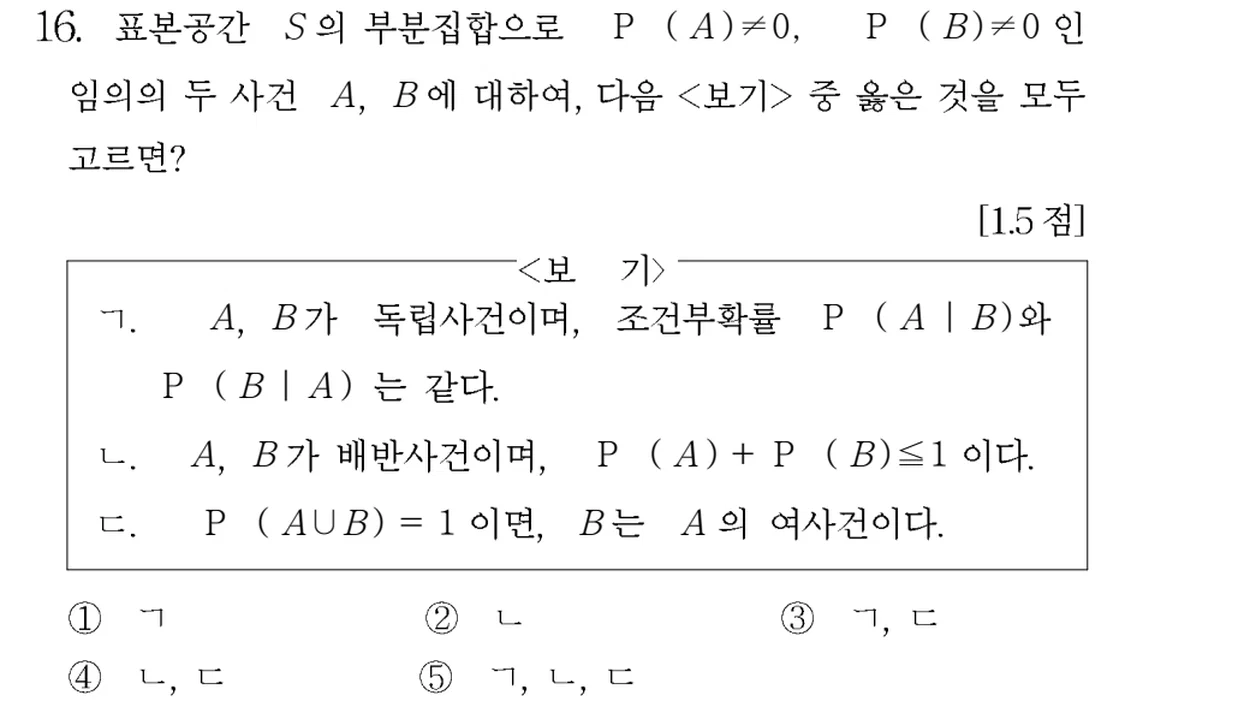 16. 표본공간 S의 부분집합으로 P ( A)≠0, P ( B)≠0 인
임의의 두 사건 A, B에 대하여, 다음 <보기> 중 옳은 것을 모두
고르면?
[1.5 점]
<보 기>
ㄱ. A, B가 독립사건이며, 조건부확률 P ( A | B)와
P ( B | A) 는 같다.
ㄴ. A, B가 배반사건이며, P ( A) + P ( B)≦1 이다.
ㄷ. P ( A∪B) = 1 이면, B는 A의 여사건이다.
① ㄱ ② ㄴ ③ ㄱ, ㄷ
④ ㄴ, ㄷ ⑤ ㄱ, ㄴ, ㄷ